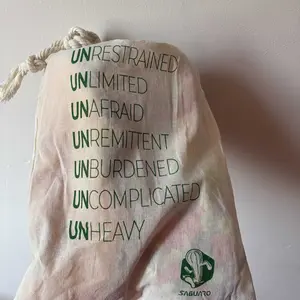 UNRESTRAINED
UNLIMITED
UNAFRAID
UNREMITTENT
UNBURDENED
UNCOMPLICATED
UNHEAVY
SAGUARO